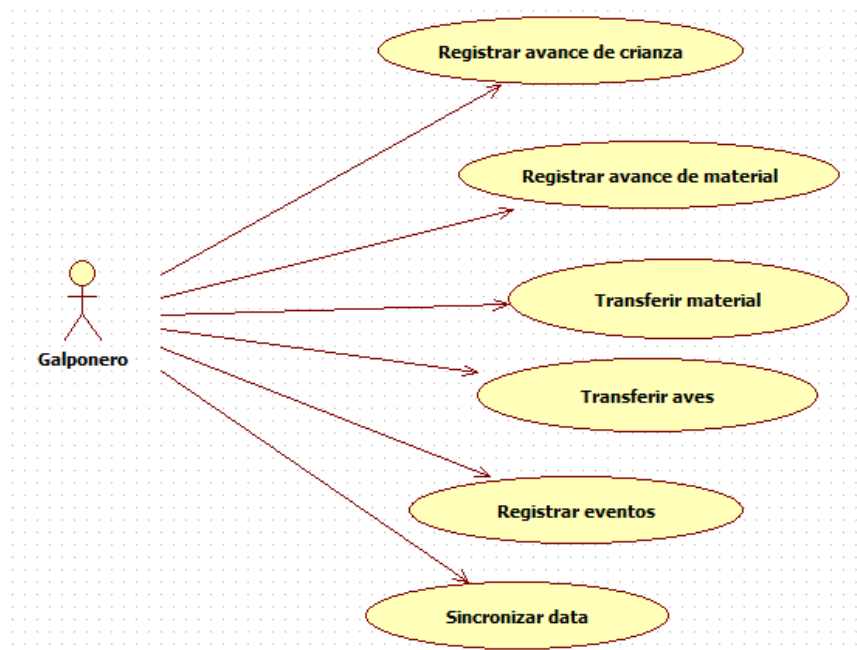 Registrar avance de crianza
Registrar avance de material
Transferir material
Galponero
Transferir aves
Registrar eventos
Sincronizar data